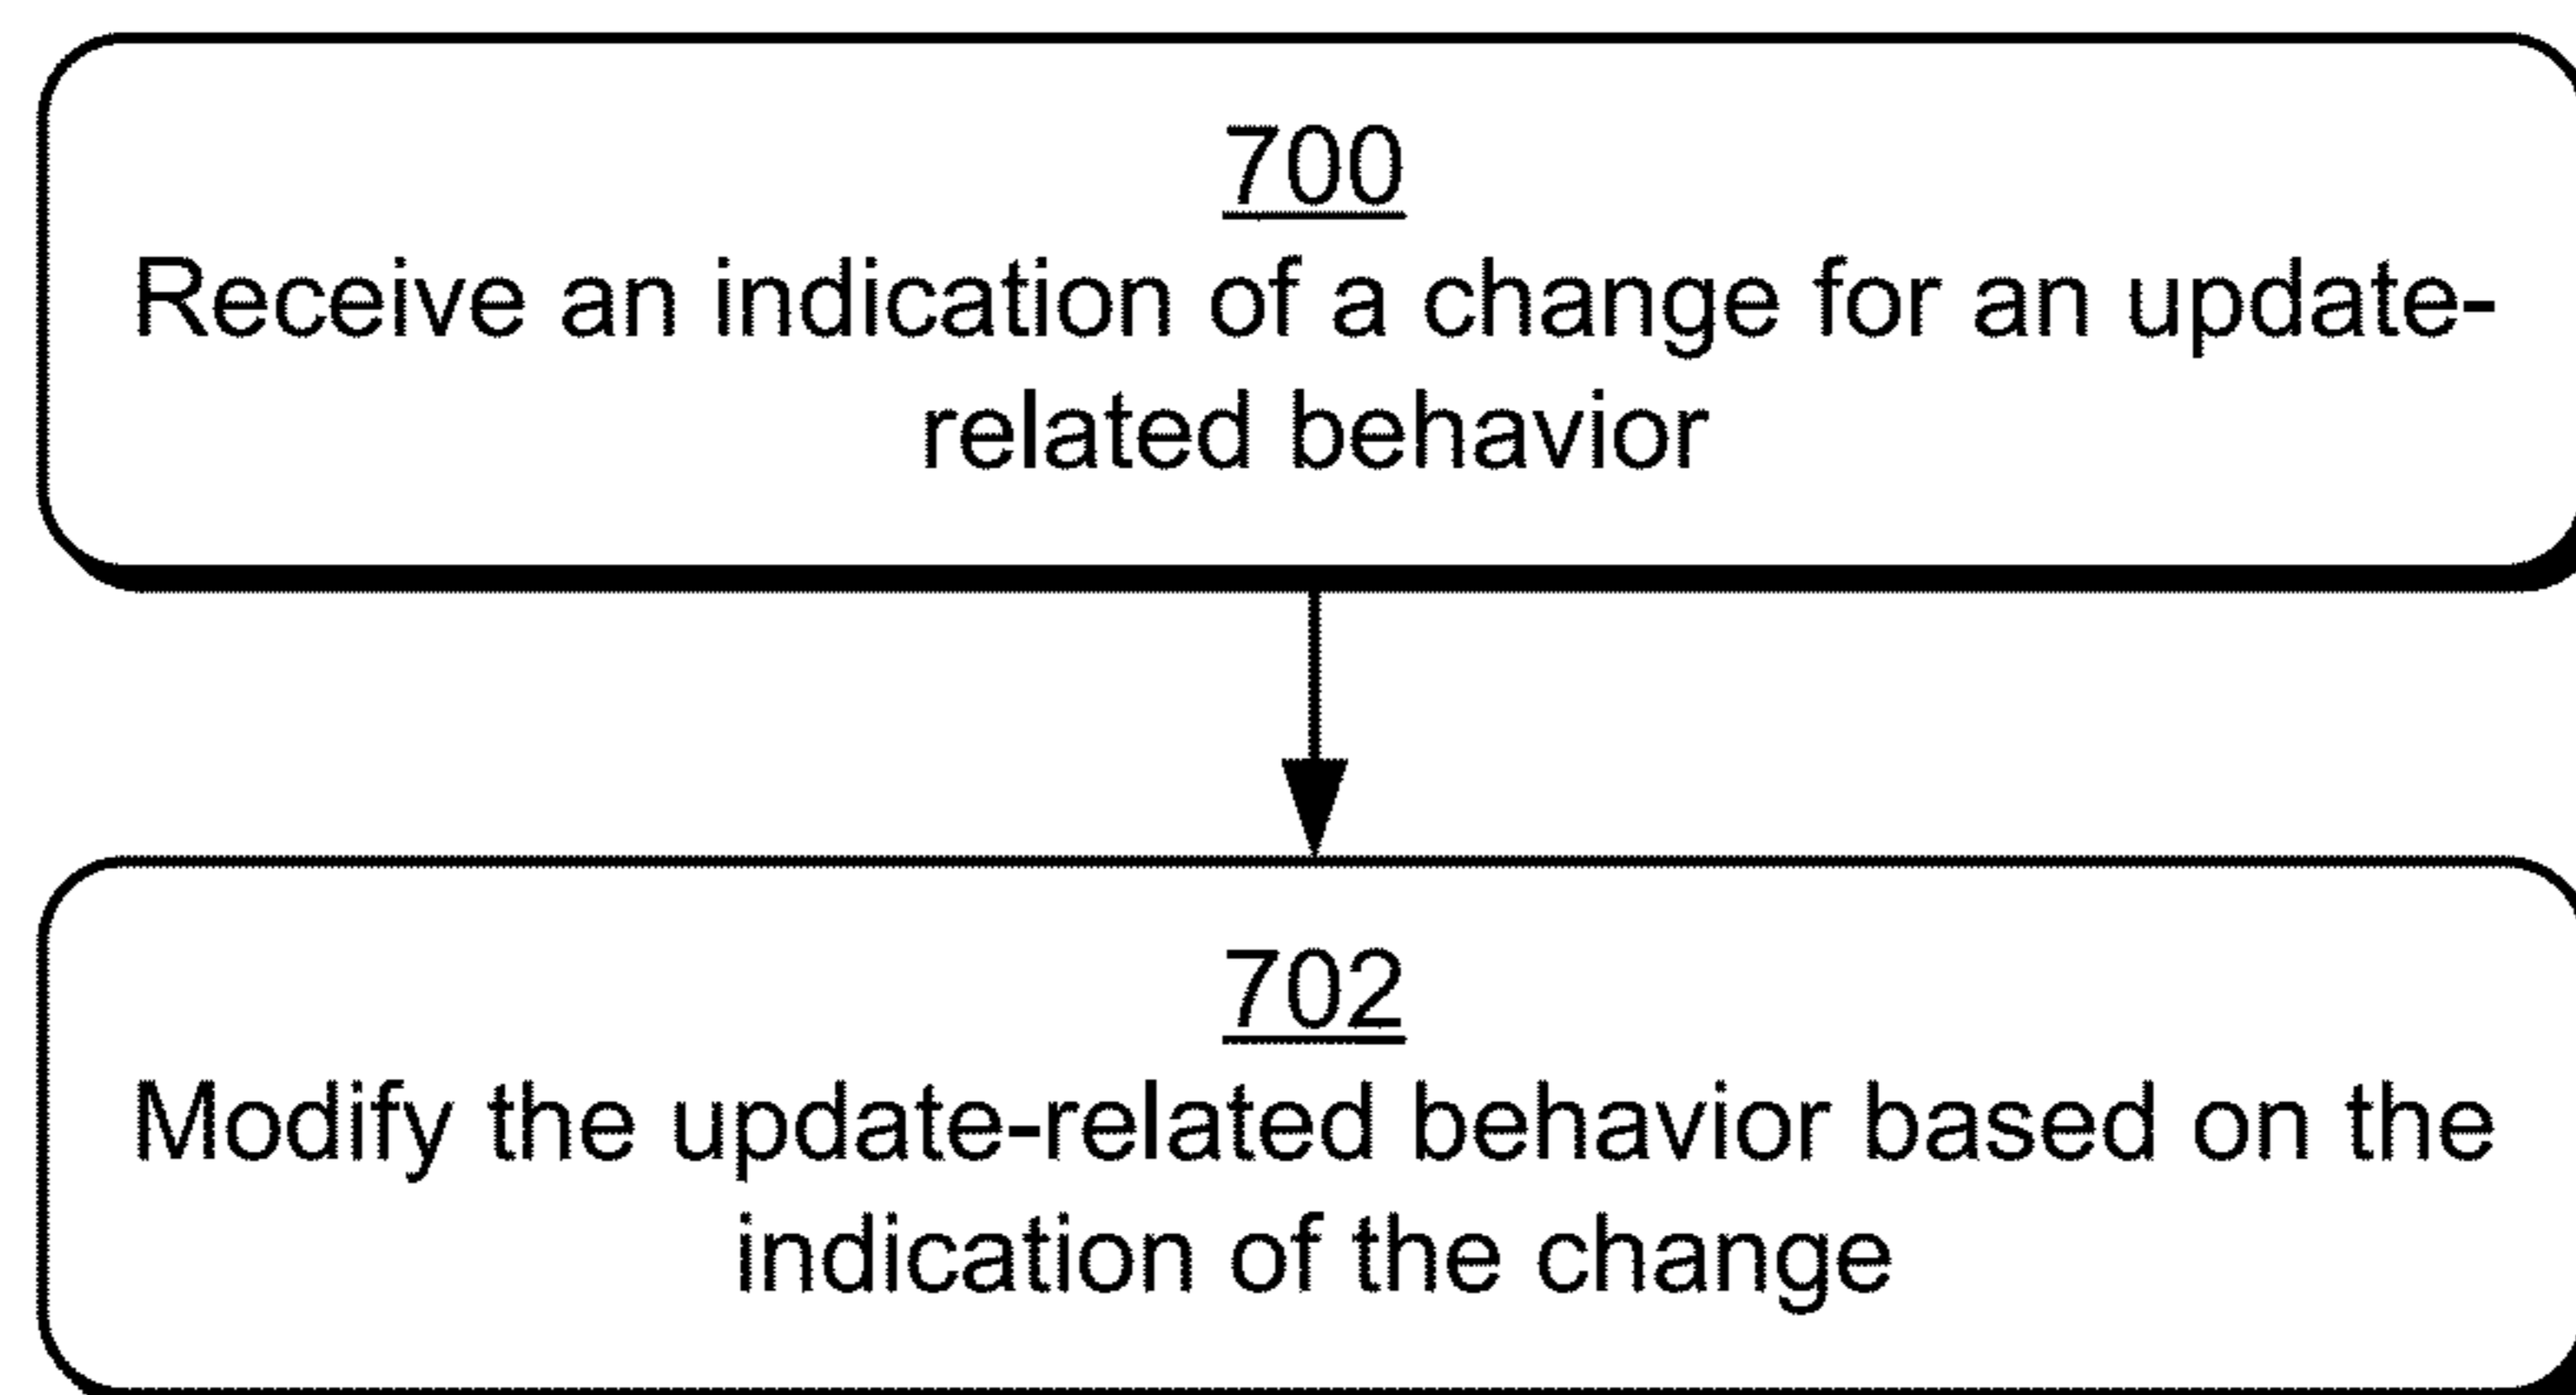 700
Receive an indication of a change for an update-
related behavior
702
Modify the update-related behavior based on the
indication of the change